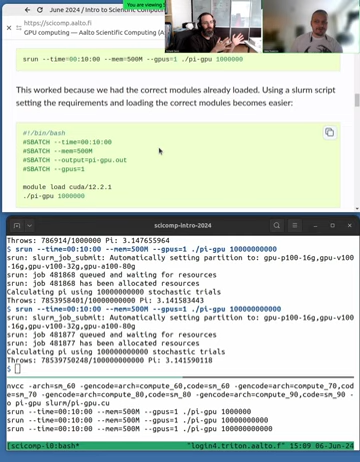 You are viewing S
June 2024 / Intro to Scientific Comp
https://scicomp.aalto.fi
GPU computing — Aalto Scientific Computing (A
srun --time=00:10:00 --mem=500M --gpus=1 ./pi-gpu 1000000
This worked because we had the correct modules already loaded. Using a slurm script
setting the requirements and loading the correct modules becomes easier:
#!/bin/bash
#SBATCH --time=00:10:00
#SBATCH --mem=500M
#SBATCH --output=pi-gpu.out
#SBATCH --gpus=1
module load cuda/12.2.1
./pi-gpu 1000000
scicomp-intro-2024
Throws: 786914/1000000 Pi: 3.147655964
$ srun --time=00:10:00 --mem=500M --gpus=1 ./pi-gpu 10000000000
srun: slurm_job_submit: Automatically setting partition to: gpu-p100-16g,gpu-v100
-16g,gpu-v100-32g,gpu-a100-80g
srun: job 481868 queued and waiting for resources
srun: job 481868 has been allocated resources
Calculating pi using 10000000000 stochastic trials
Throws: 7853958401/10000000000 Pi: 3.141583443
$ srun --time=00:10:00 --mem=500M --gpus=1 ./pi-gpu 100000000000
srun: slurm_job_submit: Automatically setting partition to: gpu-p100-16g,gpu-v100
-16g,gpu-v100-32g,gpu-a100-80g
srun: job 481877 queued and waiting for resources
srun: job 481877 has been allocated resources
Calculating pi using 100000000000 stochastic trials
Throws: 78539750248/100000000000 Pi: 3.141590118
$
nvcc -arch=sm_60 -gencode=arch=compute_60,code=sm_60 -gencode=arch=compute_70,cod
e=sm_70 -gencode=arch=compute_80,code=sm_80 -gencode=arch=compute_90,code=sm_90 -
o pi-gpu slurm/pi-gpu.cu
srun --time=00:10:00 --mem=500M --gpus=1 ./pi-gpu 1000000
srun --time=00:10:00 --mem=500M --gpus=1 ./pi-gpu 10000000000
srun --time=00:10:00 --mem=500M --gpus=1 ./pi-gpu 100000000000
[scicomp-i0:bash* "login4.triton.aalto.f" 15:09 06-Jun-24